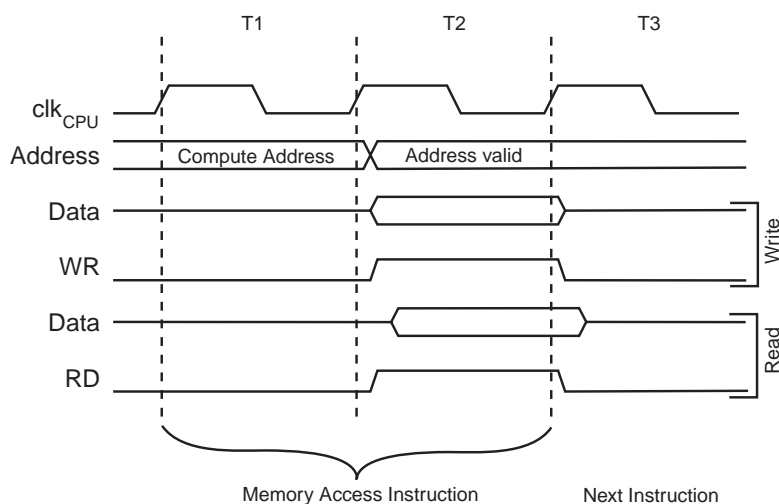 T1 T2 T3
clkCPU
Address Compute Address Address valid
Data
WR
Write
Data
RD
Read
Memory Access Instruction Next Instruction